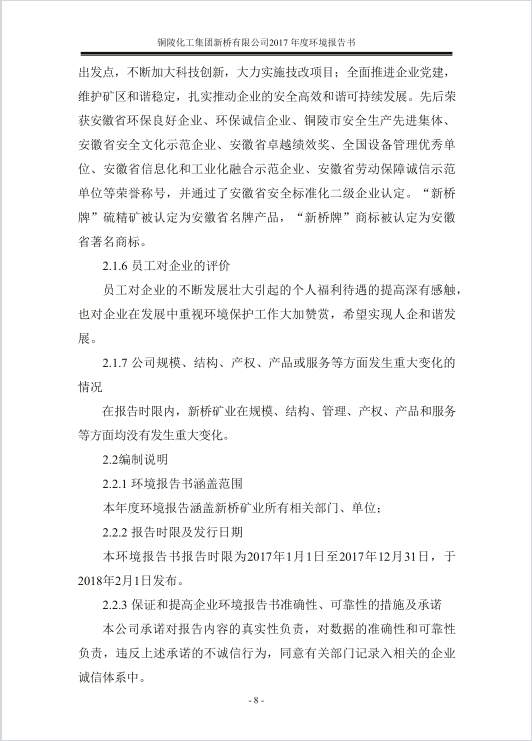 铜陵化工集团新桥有限公司2017 年度环境报告书
出发点，不断加大科技创新，大力实施技改项目；全面推进企业党建，
维护矿区和谐稳定，扎实推动企业的安全高效和谐可持续发展。先后荣
获安徽省环保良好企业、环保诚信企业、铜陵市安全生产先进集体、
安徽省安全文化示范企业、安徽省卓越绩效奖、全国设备管理优秀单
位、安徽省信息化和工业化融合示范企业、安徽省劳动保障诚信示范
单位等荣誉称号，并通过了安徽省安全标准化二级企业认定。“新桥
牌”硫精矿被认定为安徽省名牌产品，“新桥牌”商标被认定为安徽
省著名商标。
2.1.6 员工对企业的评价
员工对企业的不断发展壮大引起的个人福利待遇的提高深有感触，
也对企业在发展中重视环境保护工作大加赞赏，希望实现人企和谐发
展。
2.1.7 公司规模、结构、产权、产品或服务等方面发生重大变化的
情况
在报告时限内，新桥矿业在规模、结构、管理、产权、产品和服务
等方面均没有发生重大变化。
2.2编制说明
2.2.1 环境报告书涵盖范围
本年度环境报告涵盖新桥矿业所有相关部门、单位；
2.2.2 报告时限及发行日期
本环境报告书报告时限为2017年1月1日至2017年12月31日，于
2018年2月1日发布。
2.2.3 保证和提高企业环境报告书准确性、可靠性的措施及承诺
本公司承诺对报告内容的真实性负责，对数据的准确性和可靠性
负责，违反上述承诺的不诚信行为，同意有关部门记录入相关的企业
诚信体系中。
- 8 -